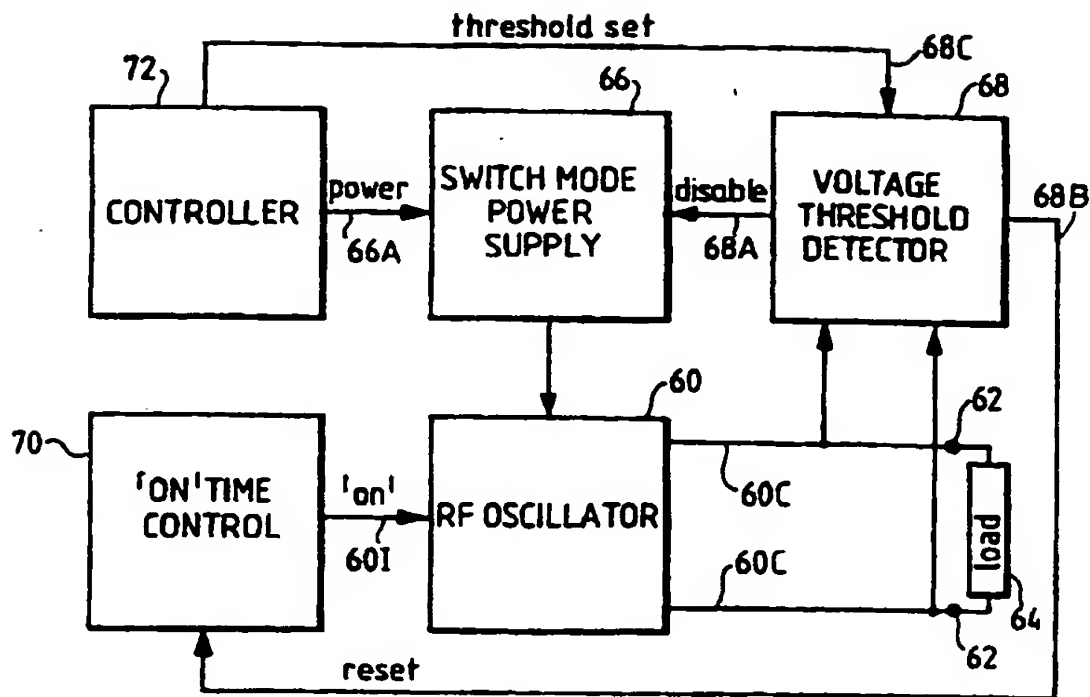 threshold set
68C
72
66
68
CONTROLLER
power
66A
SWITCH MODE
POWER
SUPPLY
disable
68A
VOLTAGE
THRESHOLD
DETECTOR
68B
60
62
70
'ON' TIME
CONTROL
'on'
60I
RF OSCILLATOR
60C
load
60C
64
62
reset